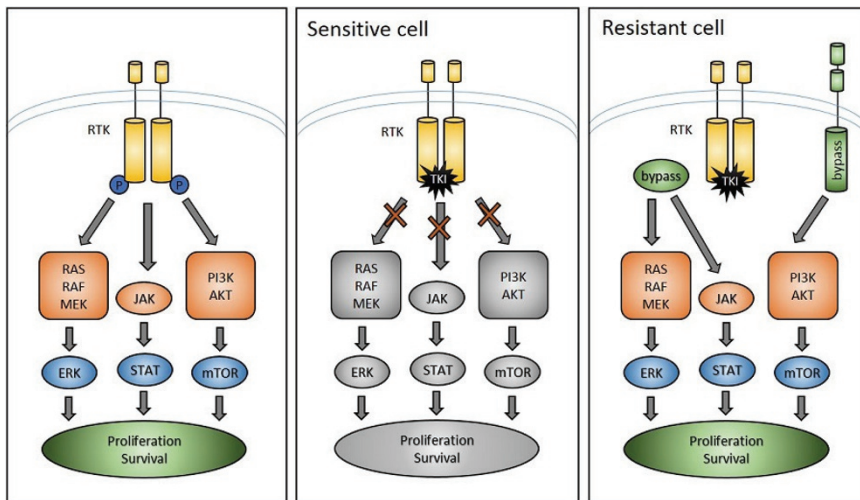 RTK
P
P
RAS
RAF
MEK
JAK
PI3K
AKT
ERK
STAT
mTOR
Proliferation
Survival
Sensitive cell
RTK
TKI
RAS
RAF
MEK
JAK
PI3K
AKT
ERK
STAT
mTOR
Proliferation
Survival
Resistant cell
RTK
bypass
TKI
bypass
RAS
RAF
MEK
JAK
PI3K
AKT
ERK
STAT
mTOR
Proliferation
Survival